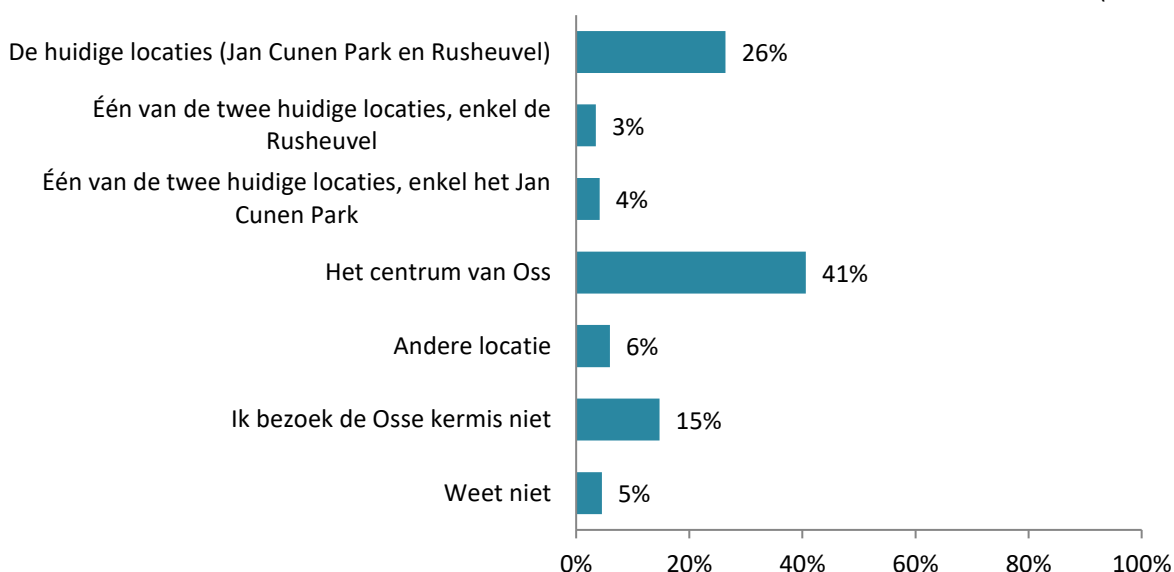 De huidige locaties (Jan Cunen Park en Rusheuvel)
26%
Één van de twee huidige locaties, enkel de
Rusheuvel
3%
Één van de twee huidige locaties, enkel het Jan
Cunen Park
4%
Het centrum van Oss
41%
Andere locatie
6%
Ik bezoek de Osse kermis niet
15%
Weet niet
5%
0% 20% 40% 60% 80% 100%